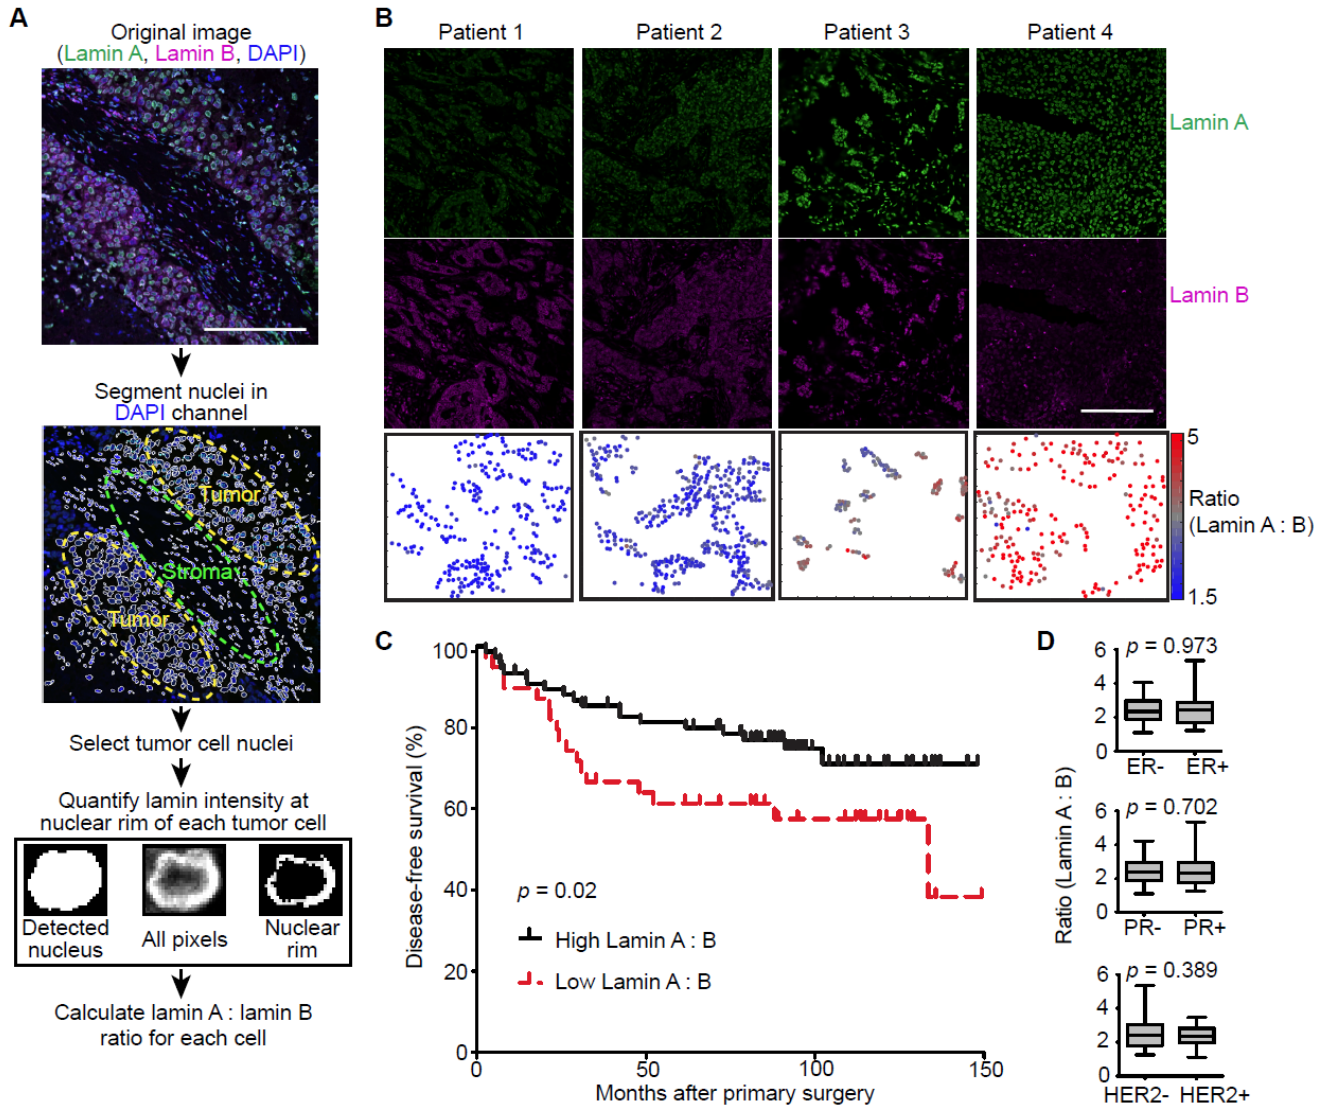 A
Original image
(Lamin A, Lamin B, DAPI)
Segment nuclei in
DAPI channel
Tumor
Stroma
Tumor
Select tumor cell nuclei
Quantify lamin intensity at
nuclear rim of each tumor cell
Detected
nucleus
All pixels
Nuclear
rim
Calculate lamin A : lamin B
ratio for each cell
B
Patient 1
Patient 2
Patient 3
Patient 4
Lamin A
Lamin B
5
Ratio
(Lamin A : B)
1.5
C
100
80
60
40
20
0
Disease-free survival (%)
p = 0.02
High Lamin A : B
Low Lamin A : B
0
50
100
150
Months after primary surgery
D
Ratio (Lamin A : B)
p = 0.973
6
4
2
0
ER-
ER+
p = 0.702
6
4
2
0
PR-
PR+
p = 0.389
6
4
2
0
HER2-
HER2+